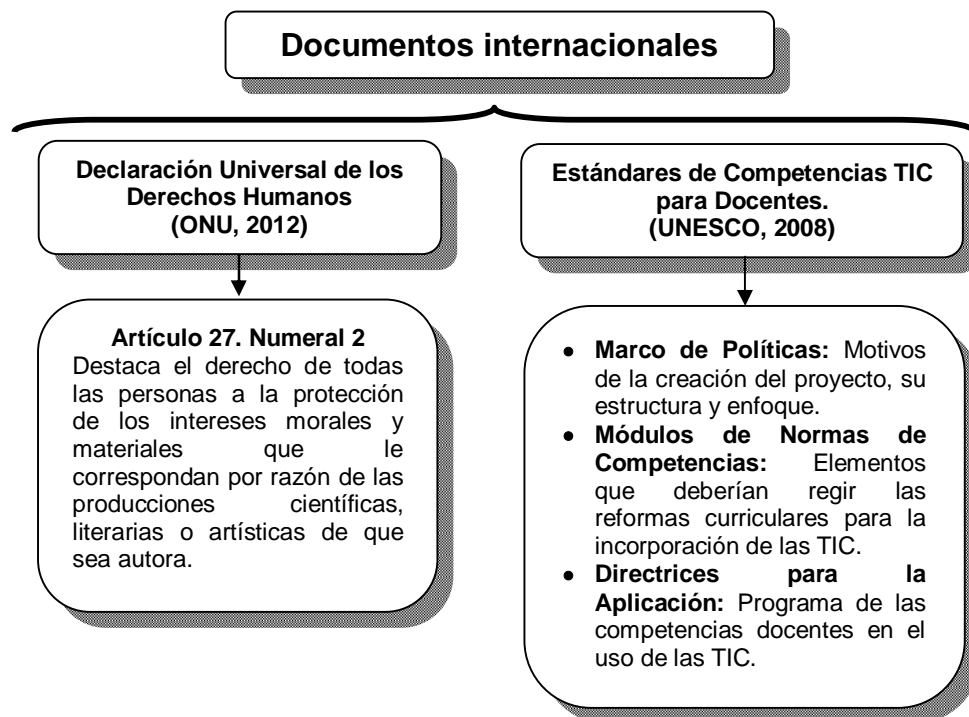 Documentos internacionales
Declaración Universal de los
Derechos Humanos
(ONU, 2012)
Artículo 27. Numeral 2
Destaca el derecho de todas
las personas a la protección
de los intereses morales y
materiales que le
correspondan por razón de las
producciones científicas,
literarias o artísticas de que
sea autora.
Estándares de Competencias TIC
para Docentes.
(UNESCO, 2008)
• Marco de Políticas: Motivos
de la creación del proyecto, su
estructura y enfoque.
• Módulos de Normas de
Competencias: Elementos
que deberían regir las
reformas curriculares para la
incorporación de las TIC.
• Directrices para la
Aplicación: Programa de las
competencias docentes en el
uso de las TIC.